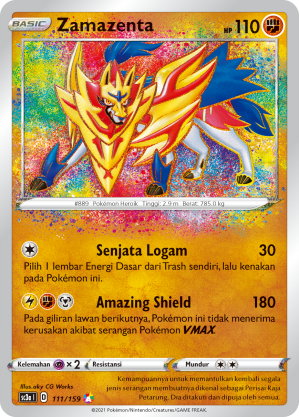 BASIC Zamazenta HP 110
#889 Pokémon Heroik Tinggi: 2.9 m Berat: 785.0 kg
Senjata Logam 30
Pilih 1 lembar Energi Dasar dari Trash sendiri, lalu kenakan
pada Pokémon ini.
Amazing Shield 180
Pada giliran lawan berikutnya, Pokémon ini tidak menerima
kerusakan akibat serangan Pokémon VMAX.
Kelemahan ×2 Resistansi Mundur
Illus. aky CG Works
sc3a I D 111/159
Kemampuannya untuk mematahkan segala
jenis serangan membuatnya dikenal sebagai Perisai Raja
Petarung. Dia ditakuti dan dipuja oleh semua orang.
©2021 Pokémon/Nintendo/Creatures/GAME FREAK.